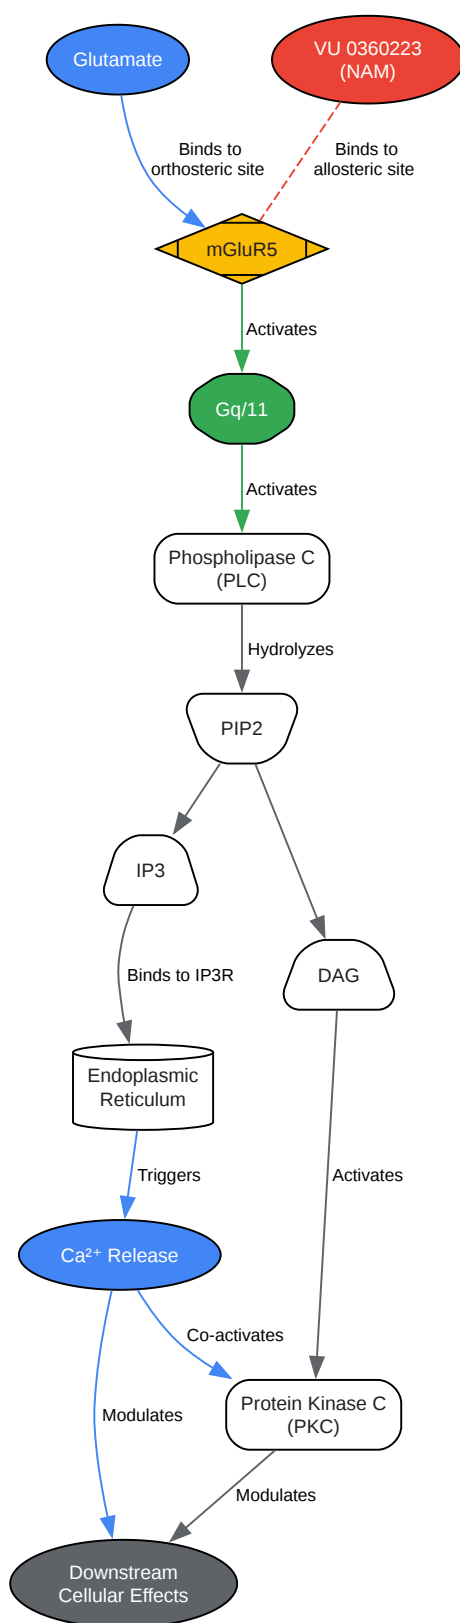 Glutamate
VU 0360223
(NAM)
Binds to
orthosteric site
Binds to
allosteric site
mGluR5
Activates
Gq/11
Activates
Phospholipase C
(PLC)
Hydrolyzes
PIP2
IP3
Binds to IP3R
DAG
Endoplasmic
Reticulum
Triggers
Activates
Ca²⁺ Release
Co-activates
Modulates
Protein Kinase C
(PKC)
Modulates
Downstream
Cellular Effects